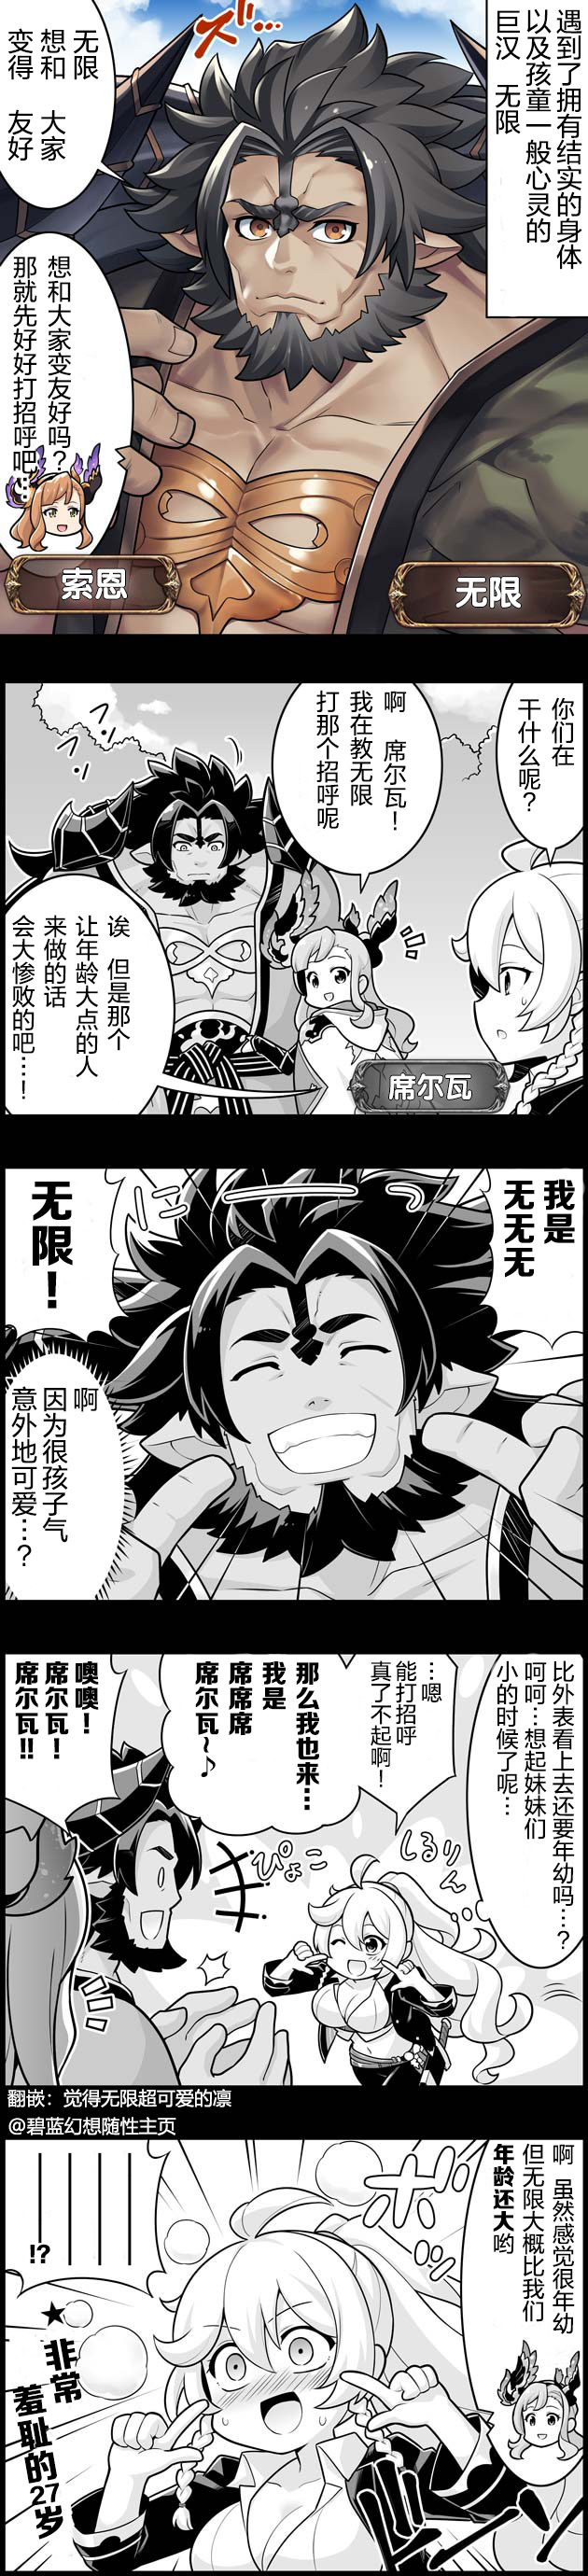 遇到了拥有结实的身体
以及孩童一般心灵的
巨汉 无限
ズズ…
无限
想和 大家
变得 友好
想和大家变友好吗?
那就先好好打招呼吧…
索恩
无限
你们在
干什么呢?
啊 席尔瓦!
我在教无限
打那个招呼呢
诶 但是那个
让年龄大点的人
来做的话
会大惨败的吧…!
席尔瓦
我是
无无无
无限!
啊
因为很孩子气
意外地可爱…?
比外表看上去还要年幼吗…?
呵呵…想起妹妹们
小的时候了呢…
…嗯
能打招呼
真了不起啊!
那么我也来…
我是
席席席
席尔瓦~♪
噢噢!
席尔瓦!
席尔瓦!!
しるりん
ぴょこ
翻嵌:觉得无限超可爱的凛
@碧蓝幻想随性主页
啊 虽然感觉很年幼
但无限大概比我们
年龄还大哟
ボボ
!?
★非常
羞耻的27岁
ドーン